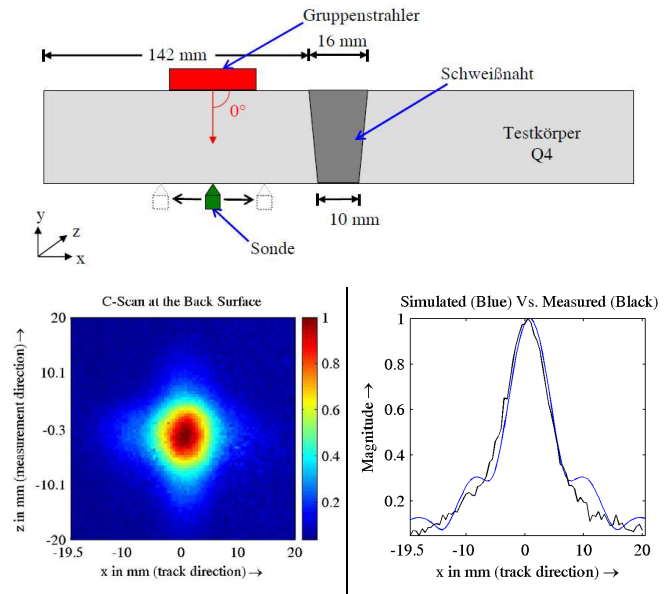 Gruppenstrahler
142 mm
16 mm
Schweißnaht
0°
Testkörper
Q4
10 mm
Sonde
y
z
x
C-Scan at the Back Surface
20
10.1
-0.3
-10.1
-20
z in mm (measurement direction) →
-19.5 -10 0 10 20
x in mm (track direction) →
1
0.8
0.6
0.4
0.2
Simulated (Blue) Vs. Measured (Black)
1
0.8
0.6
0.4
0.2
Magnitude →
-19.5 -10 0 10 20
x in mm (track direction) →